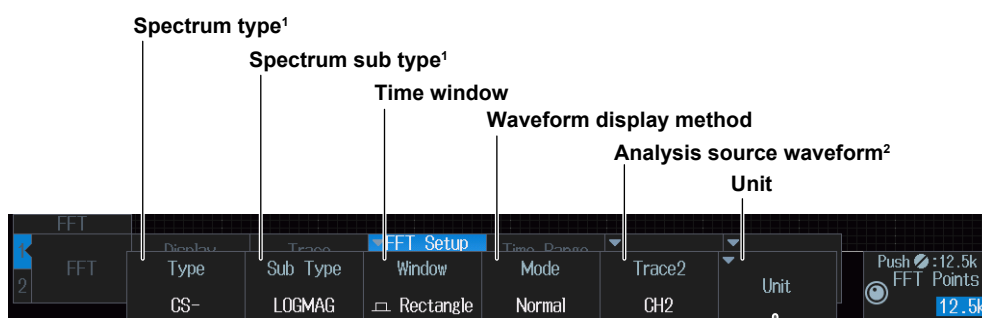 Spectrum type¹
Spectrum sub type¹
Time window
Waveform display method
Analysis source waveform²
Unit
FFT
1
FFT
2
Display
Trace
FFT Setup
Time Range
Type
CS-
Sub Type
LOGMAG
Window
Rectangle
Mode
Normal
Trace2
CH2
Unit
Push :12.5k
FFT Points
12.5k